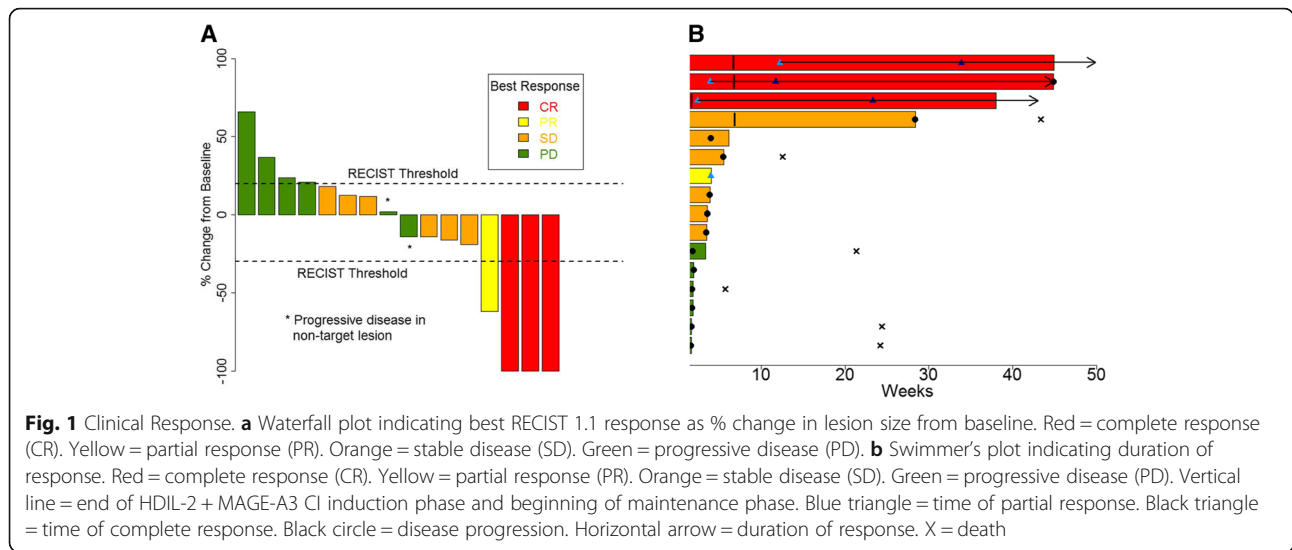 A
100
50
0
-50
-100
% Change from Baseline
Best Response
CR
PR
SD
PD
RECIST Threshold
*
*
RECIST Threshold
* Progressive disease in
non-target lesion
B
10 20 30 40 50
Weeks
Fig. 1 Clinical Response. a Waterfall plot indicating best RECIST 1.1 response as % change in lesion size from baseline. Red = complete response
(CR). Yellow = partial response (PR). Orange = stable disease (SD). Green = progressive disease (PD). b Swimmer's plot indicating duration of
response. Red = complete response (CR). Yellow = partial response (PR). Orange = stable disease (SD). Green = progressive disease (PD). Vertical
line = end of HDIL-2 + MAGE-A3 CI induction phase and beginning of maintenance phase. Blue triangle = time of partial response. Black triangle
= time of complete response. Black circle = disease progression. Horizontal arrow = duration of response. X = death